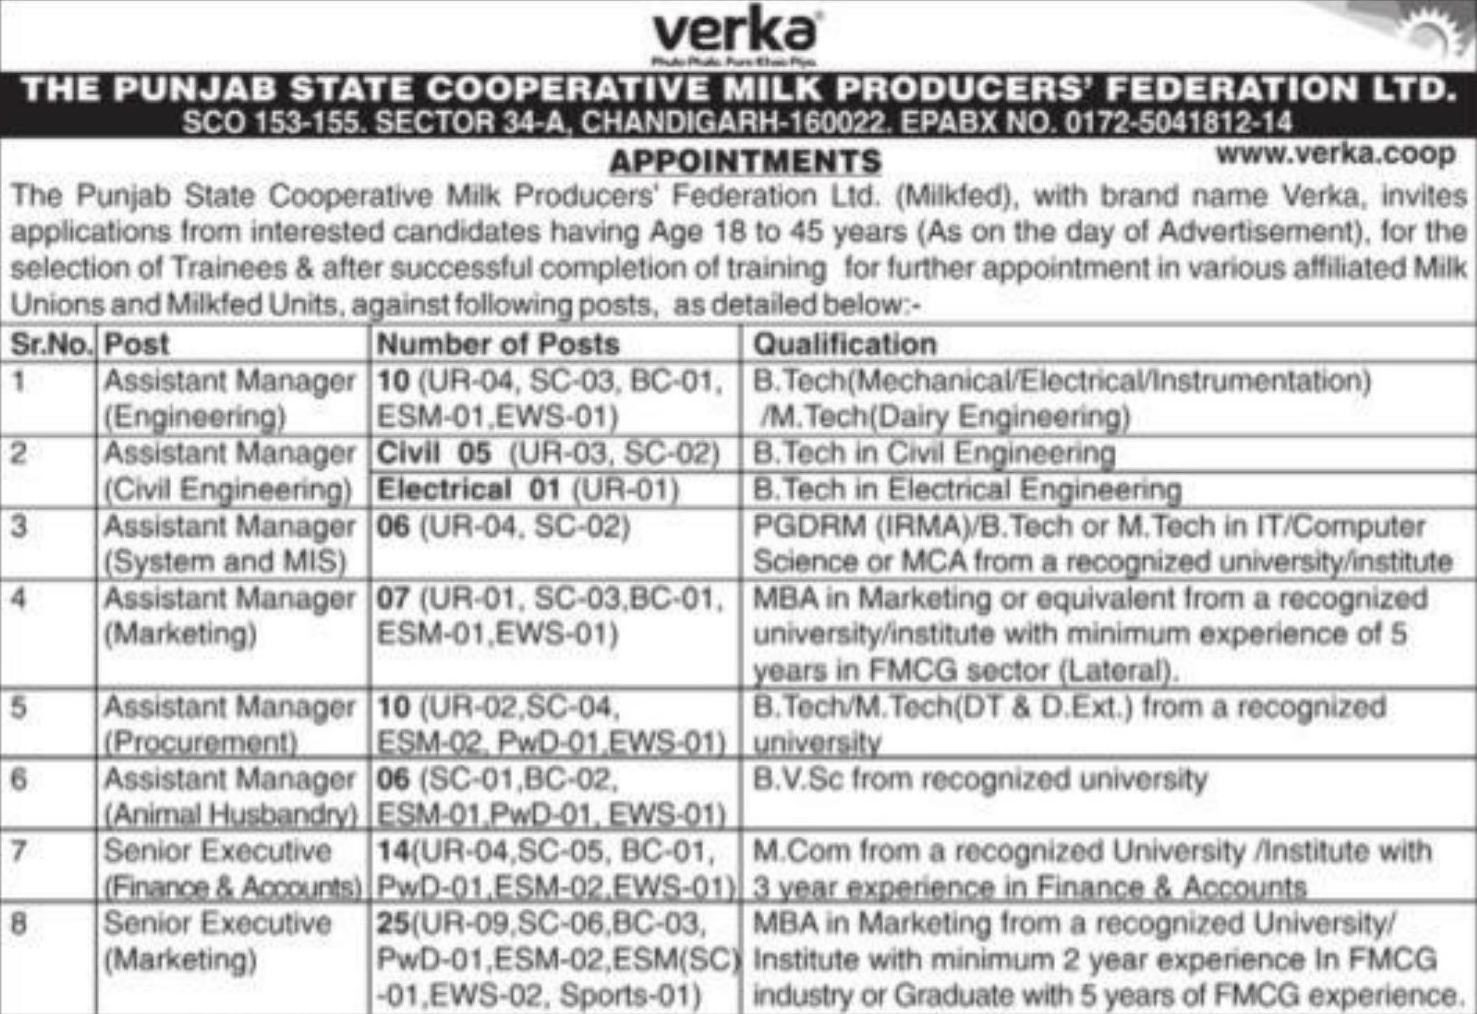 verka
THE PUNJAB STATE COOPERATIVE MILK PRODUCERS' FEDERATION LTD.
SCO 153-155. SECTOR 34-A, CHANDIGARH-160022. EPABX NO. 0172-5041812-14
APPOINTMENTS
www.verka.coop
The Punjab State Cooperative Milk Producers' Federation Ltd. (Milkfed), with brand name Verka, invites
applications from interested candidates having Age 18 to 45 years (As on the day of Advertisement), for the
selection of Trainees & after successful completion of training for further appointment in various affiliated Milk
Unions and Milkfed Units, against following posts, as detailed below:-
Sr.No. Post Number of Posts Qualification
1 Assistant Manager 10 (UR-04, SC-03, BC-01, B.Tech(Mechanical/Electrical/Instrumentation)
(Engineering) ESM-01,EWS-01) /M.Tech(Dairy Engineering)
2 Assistant Manager Civil 05 (UR-03, SC-02) B.Tech in Civil Engineering
(Civil Engineering) Electrical 01 (UR-01) B.Tech in Electrical Engineering
3 Assistant Manager 06 (UR-04, SC-02) PGDRM (IRMA)/B.Tech or M.Tech in IT/Computer
(System and MIS) Science or MCA from a recognized university/institute
4 Assistant Manager 07 (UR-01, SC-03,BC-01, MBA in Marketing or equivalent from a recognized
(Marketing) ESM-01,EWS-01) university/institute with minimum experience of 5
years in FMCG sector (Lateral).
5 Assistant Manager 10 (UR-02,SC-04, B.Tech/M.Tech(DT & D.Ext.) from a recognized
(Procurement) ESM-02, PwD-01,EWS-01) university
6 Assistant Manager 06 (SC-01,BC-02, B.V.Sc from recognized university
(Animal Husbandry) ESM-01,PwD-01, EWS-01)
7 Senior Executive 14(UR-04,SC-05, BC-01, M.Com from a recognized University /Institute with
(Finance & Accounts) PwD-01,ESM-02,EWS-01) 3 year experience in Finance & Accounts
8 Senior Executive 25(UR-09,SC-06,BC-03, MBA in Marketing from a recognized University/
(Marketing) PwD-01,ESM-02,ESM(SC) Institute with minimum 2 year experience In FMCG
-01,EWS-02, Sports-01) industry or Graduate with 5 years of FMCG experience.